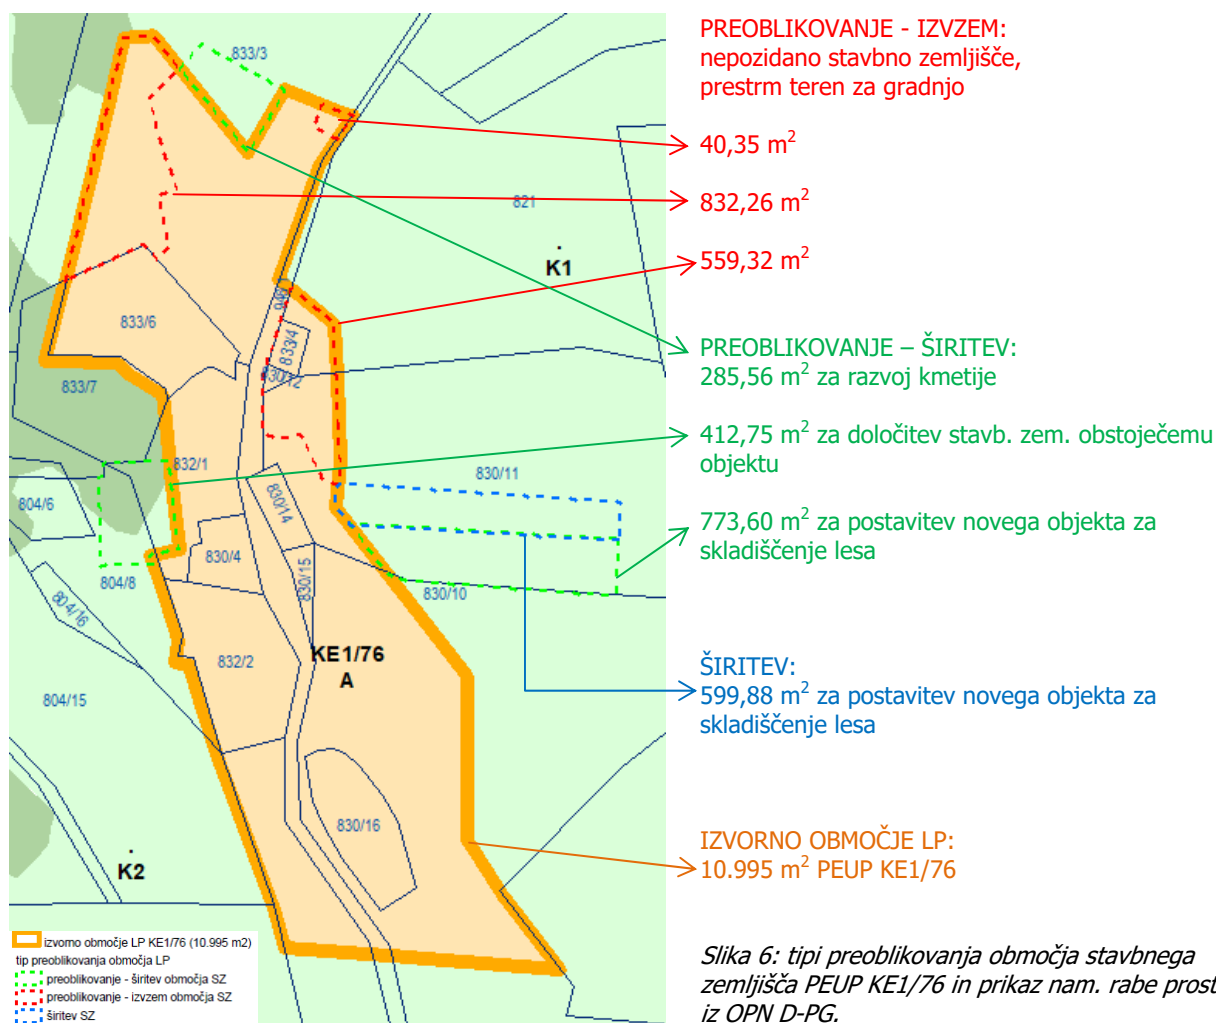 833/3
821
K1
946
833/6
833/4
830/12
833/7
832/1
830/11
804/6
830/14
830/4
830/15
804/8
830/10
804/16
KE1/76
A
832/2
804/15
830/16
K2
izvorno območje LP KE1/76 (10.995 m2)
tip preoblikovanja območja LP
preoblikovanje - širitev območja SZ
preoblikovanje - izvzem območja SZ
širitev SZ
PREOBLIKOVANJE - IZVZEM:
nepozidano stavbno zemljišče,
prestrm teren za gradnjo
40,35 m²
832,26 m²
559,32 m²
PREOBLIKOVANJE – ŠIRITEV:
285,56 m² za razvoj kmetije
412,75 m² za določitev stavb. zem. obstoječemu
objektu
773,60 m² za postavitev novega objekta za
skladiščenje lesa
ŠIRITEV:
599,88 m² za postavitev novega objekta za
skladiščenje lesa
IZVORNO OBMOČJE LP:
10.995 m² PEUP KE1/76
Slika 6: tipi preoblikovanja območja stavbnega
zemljišča PEUP KE1/76 in prikaz nam. rabe prost
iz OPN D-PG.